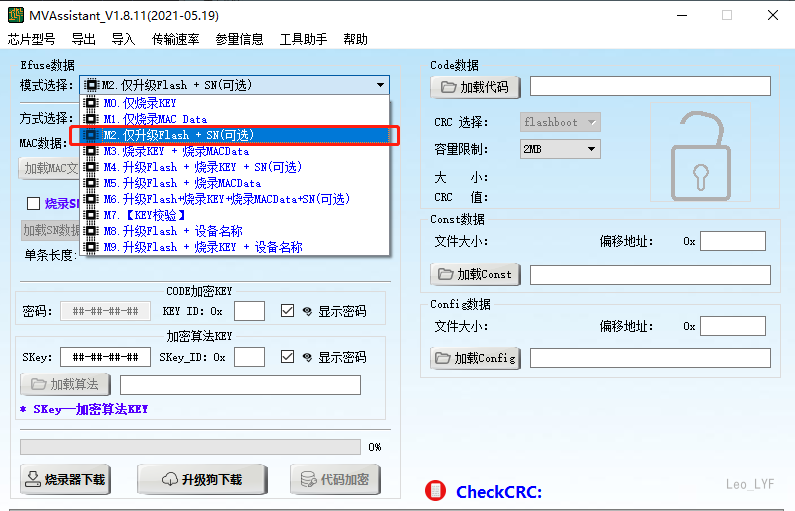 MVAssistant_V1.8.11(2021-05.19)
芯片型号 导出 导入 传输速率 参量信息 工具助手 帮助
Efuse数据
模式选择: M2.仅升级Flash + SN(可选)
M0.仅烧录KEY
M1.仅烧录MAC Data
M2.仅升级Flash + SN(可选)
M3.烧录KEY + 烧录MACData
M4.升级Flash + 烧录KEY + SN(可选)
M5.升级Flash + 烧录MACData
M6.升级Flash+烧录KEY+烧录MACData+SN(可选)
M7.【KEY校验】
M8.升级Flash + 设备名称
M9.升级Flash + 烧录KEY + 设备名称
方式选择:
MAC数据:
加载MAC文
烧录SN
加载SN数据
单条长度:
CODE加密KEY
密码: ##-##-##-## KEY ID: 0x 显示密码
加密算法KEY
SKey: ##-##-##-## SKey_ID: 0x 显示密码
加载算法
* SKey—加密算法KEY
0%
烧录器下载 升级狗下载 代码加密
Code数据
加载代码
CRC 选择: flashboot
容量限制: 2MB
大 小:
CRC 值:
Const数据
文件大小: 偏移地址: 0x
加载Const
Config数据
文件大小: 偏移地址: 0x
加载Config
CheckCRC:
Leo_LYF